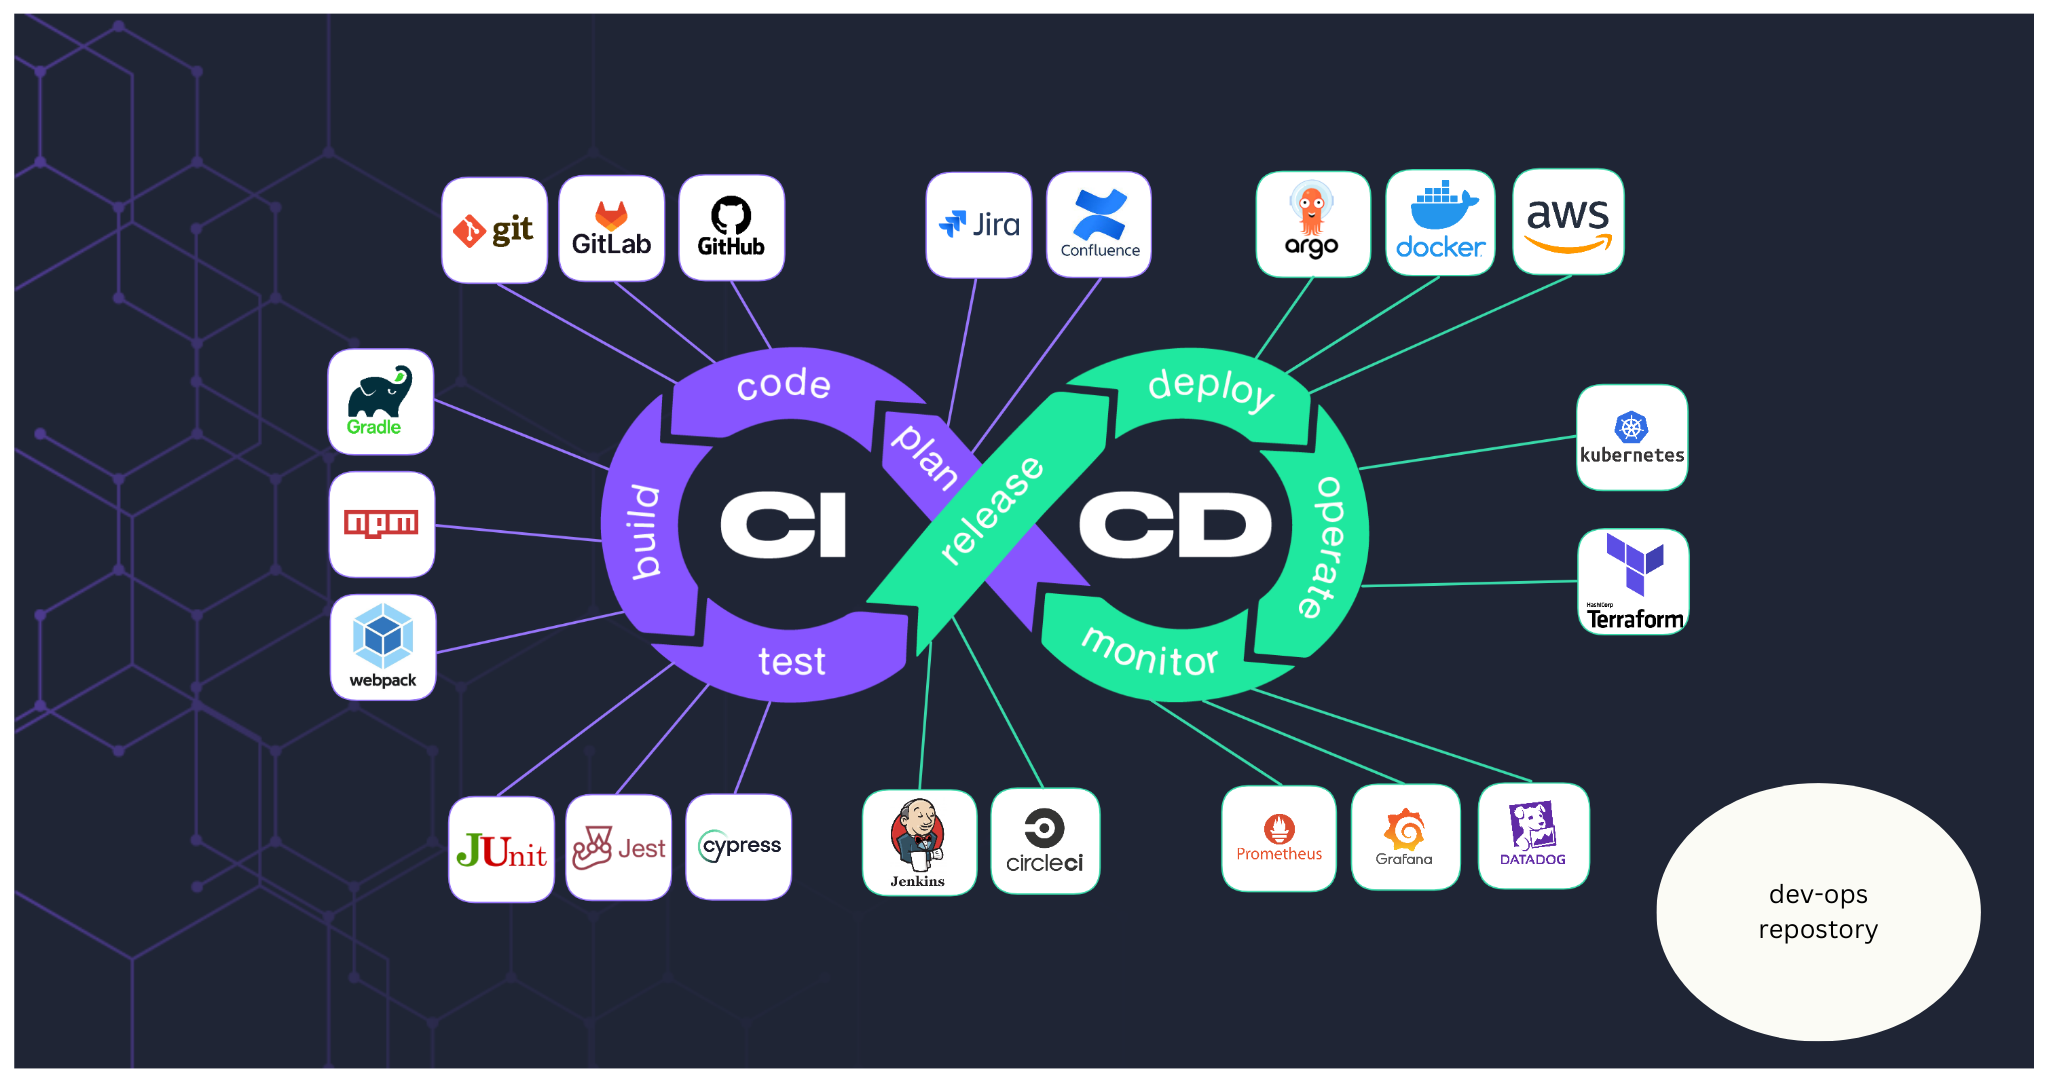 git
GitLab
GitHub
Jira
Confluence
argo
docker
aws
Gradle
npm
webpack
code
plan
build
test
CI
release
CD
deploy
operate
monitor
kubernetes
HashiCorp
Terraform
JUnit
Jest
cypress
Jenkins
circleci
Prometheus
Grafana
DATADOG
dev-ops
repostory